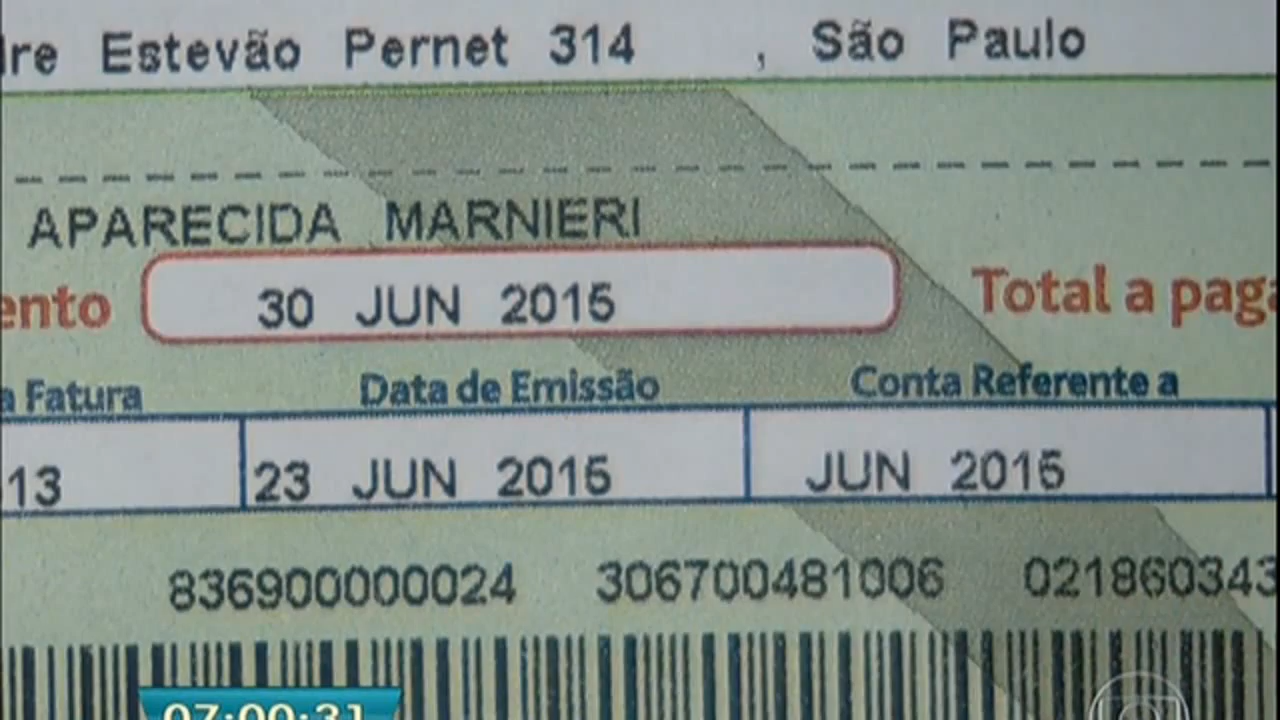 dre Estevão Pernet 314 , São Paulo
APARECIDA MARNIERI
ento 30 JUN 2015 Total a paga
a Fatura Data de Emissão Conta Referente a
13 23 JUN 2015 JUN 2015
836900000024 306700481006 021860343
07:00:31